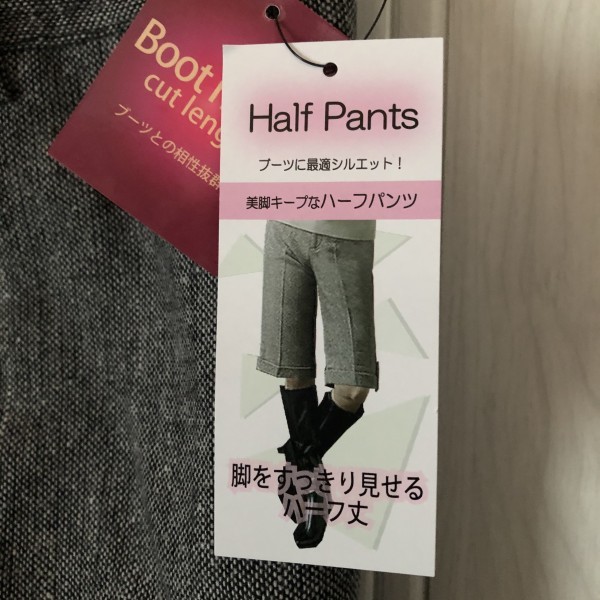 Boot
cut leng
ブーツとの相性抜群
Half Pants
ブーツに最適シルエット！
美脚キープなハーフパンツ
脚をすっきり見せる
ハーフ丈